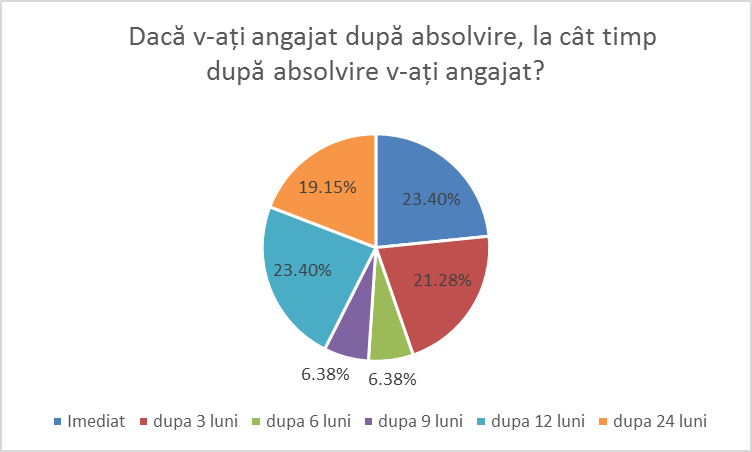 Dacă v-ați angajat după absolvire, la cât timp
după absolvire v-ați angajat?
19.15%
23.40%
23.40%
21.28%
6.38%
6.38%
Imediat
dupa 3 luni
dupa 6 luni
dupa 9 luni
dupa 12 luni
dupa 24 luni